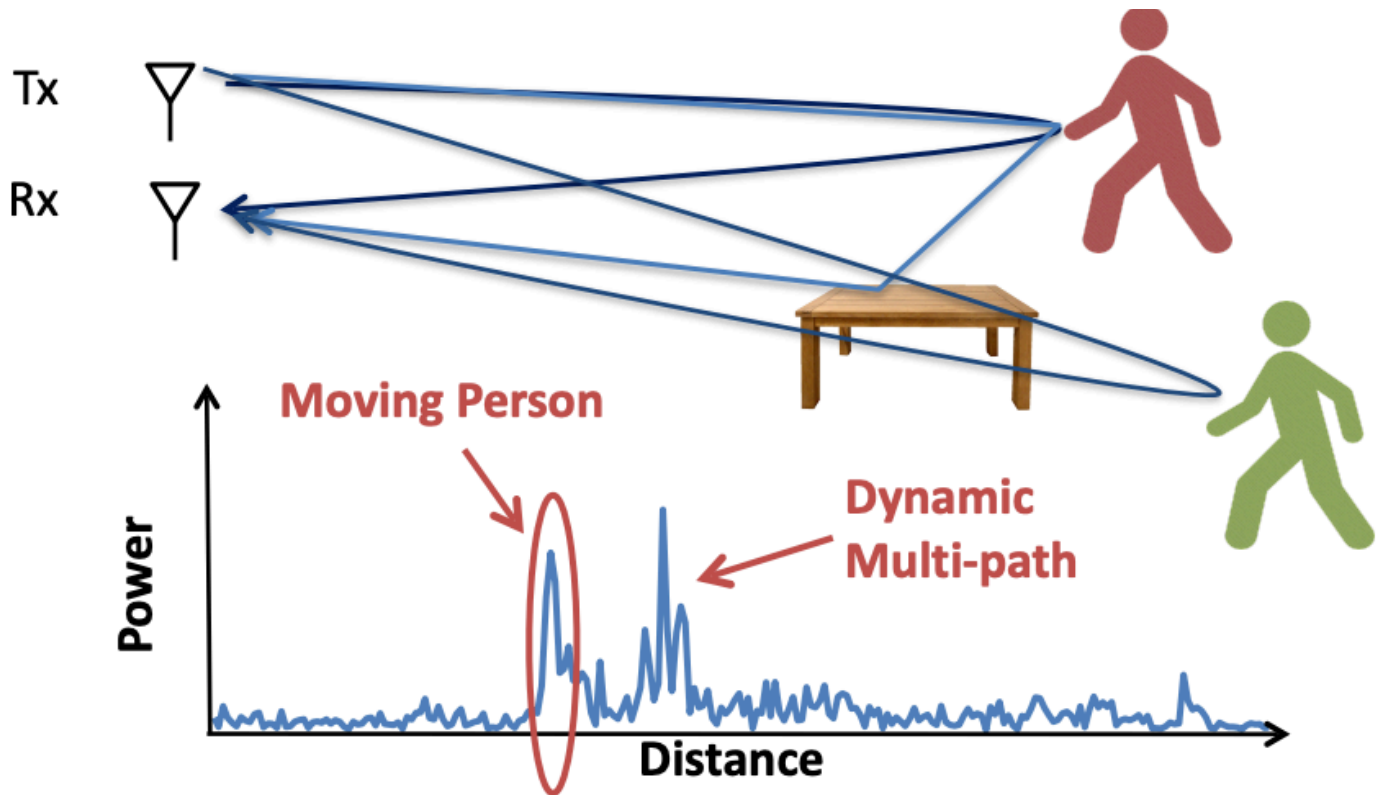 Tx
Rx
Moving Person
Dynamic
Multi-path
Power
Distance